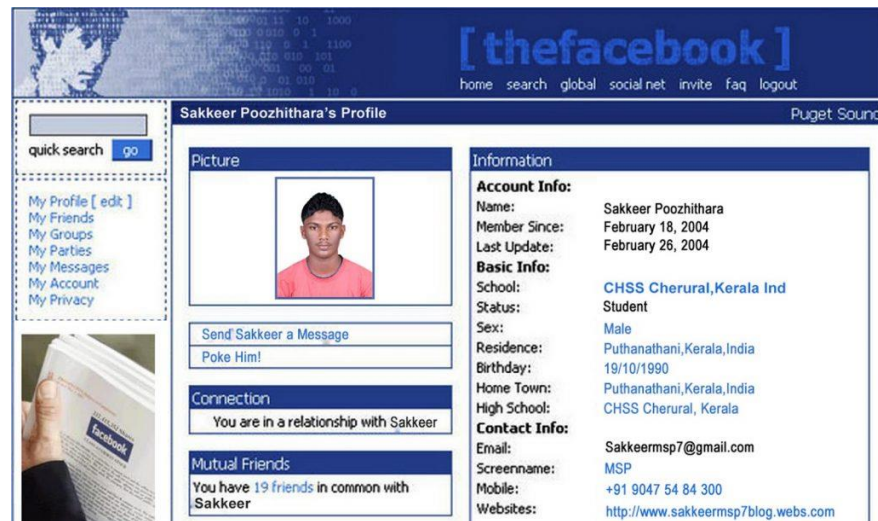 [ thefacebook ]
home search global social net invite faq logout
quick search go
My Profile [ edit ]
My Friends
My Groups
My Parties
My Messages
My Account
My Privacy
facebook
Sakkeer Poozhithara's Profile Puget Sound
Picture
Send Sakkeer a Message
Poke Him!
Connection
You are in a relationship with Sakkeer
Mutual Friends
You have 19 friends in common with
Sakkeer
Information
Account Info:
Name: Sakkeer Poozhithara
Member Since: February 18, 2004
Last Update: February 26, 2004
Basic Info:
School: CHSS Cherural,Kerala Ind
Status: Student
Sex: Male
Residence: Puthanathani,Kerala,India
Birthday: 19/10/1990
Home Town: Puthanathani,Kerala,India
High School: CHSS Cherural, Kerala
Contact Info:
Email: Sakkeermsp7@gmail.com
Screenname: MSP
Mobile: +91 9047 54 84 300
Websites: http://www.sakkeermsp7blog.webs.com